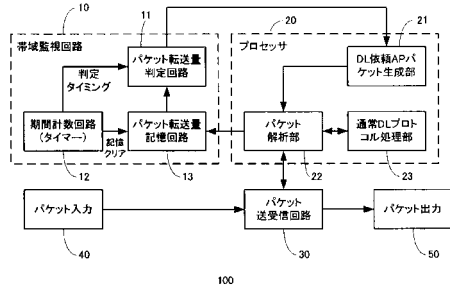 10
11
20
21
帯域監視回路
プロセッサ
パケット転送量
判定回路
DL依頼APパ
ケット生成部
判定
タイミング
期間計数回路
(タイマー)
記憶
クリア
パケット転送量
記憶回路
パケット
解析部
通常DLプロト
コル処理部
12
13
22
23
パケット入力
パケット
送受信回路
パケット出力
40
30
50
100